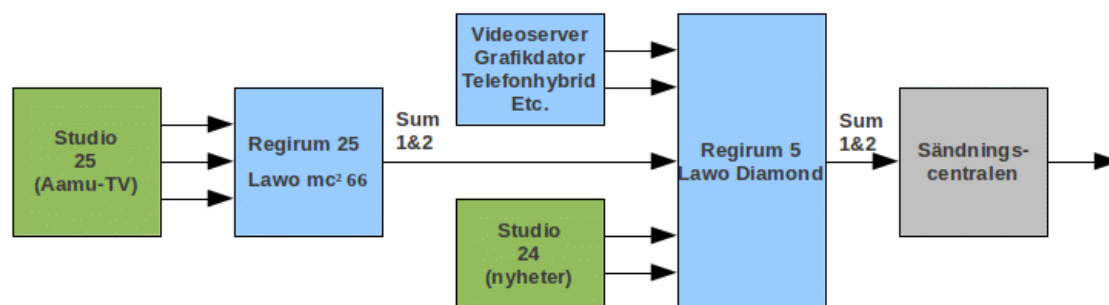 Studio
25
(Aamu-TV)
Regirum 25
Lawo mc² 66
Sum
1&2
Videoserver
Grafikdator
Telefonhybrid
Etc.
Studio
24
(nyheter)
Regirum 5
Lawo Diamond
Sum
1&2
Sändnings-
centralen